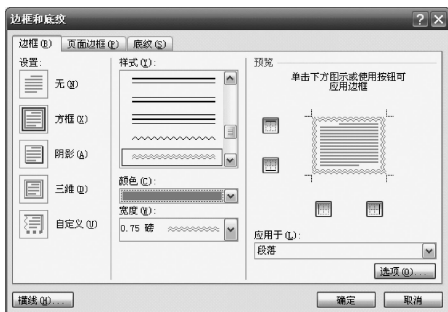 边框和底纹
边框(B) 页面边框(P) 底纹(S)
设置:
无(N)
方框(X)
阴影(A)
三维(D)
自定义(U)
样式(Y):
颜色(C):
宽度(W):
0.75 磅
预览
单击下方图示或使用按钮可
应用边框
应用于(L):
段落
选项(O)...
横线(H)...
确定 取消